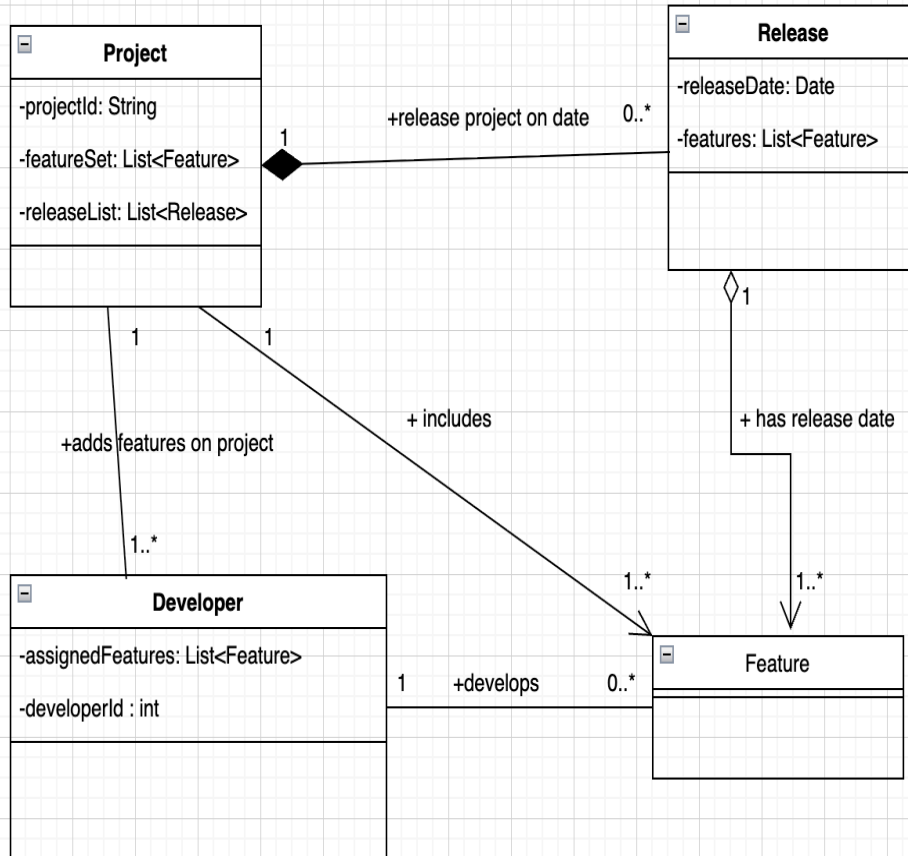 Project
-projectId: String
-featureSet: List<Feature>
-releaseList: List<Release>
1
+release project on date
0..*
Release
-releaseDate: Date
-features: List<Feature>
1
1
1
+ includes
+ has release date
+adds features on project
1..*
1..*
1..*
Developer
-assignedFeatures: List<Feature>
-developerId : int
1
+develops
0..*
Feature